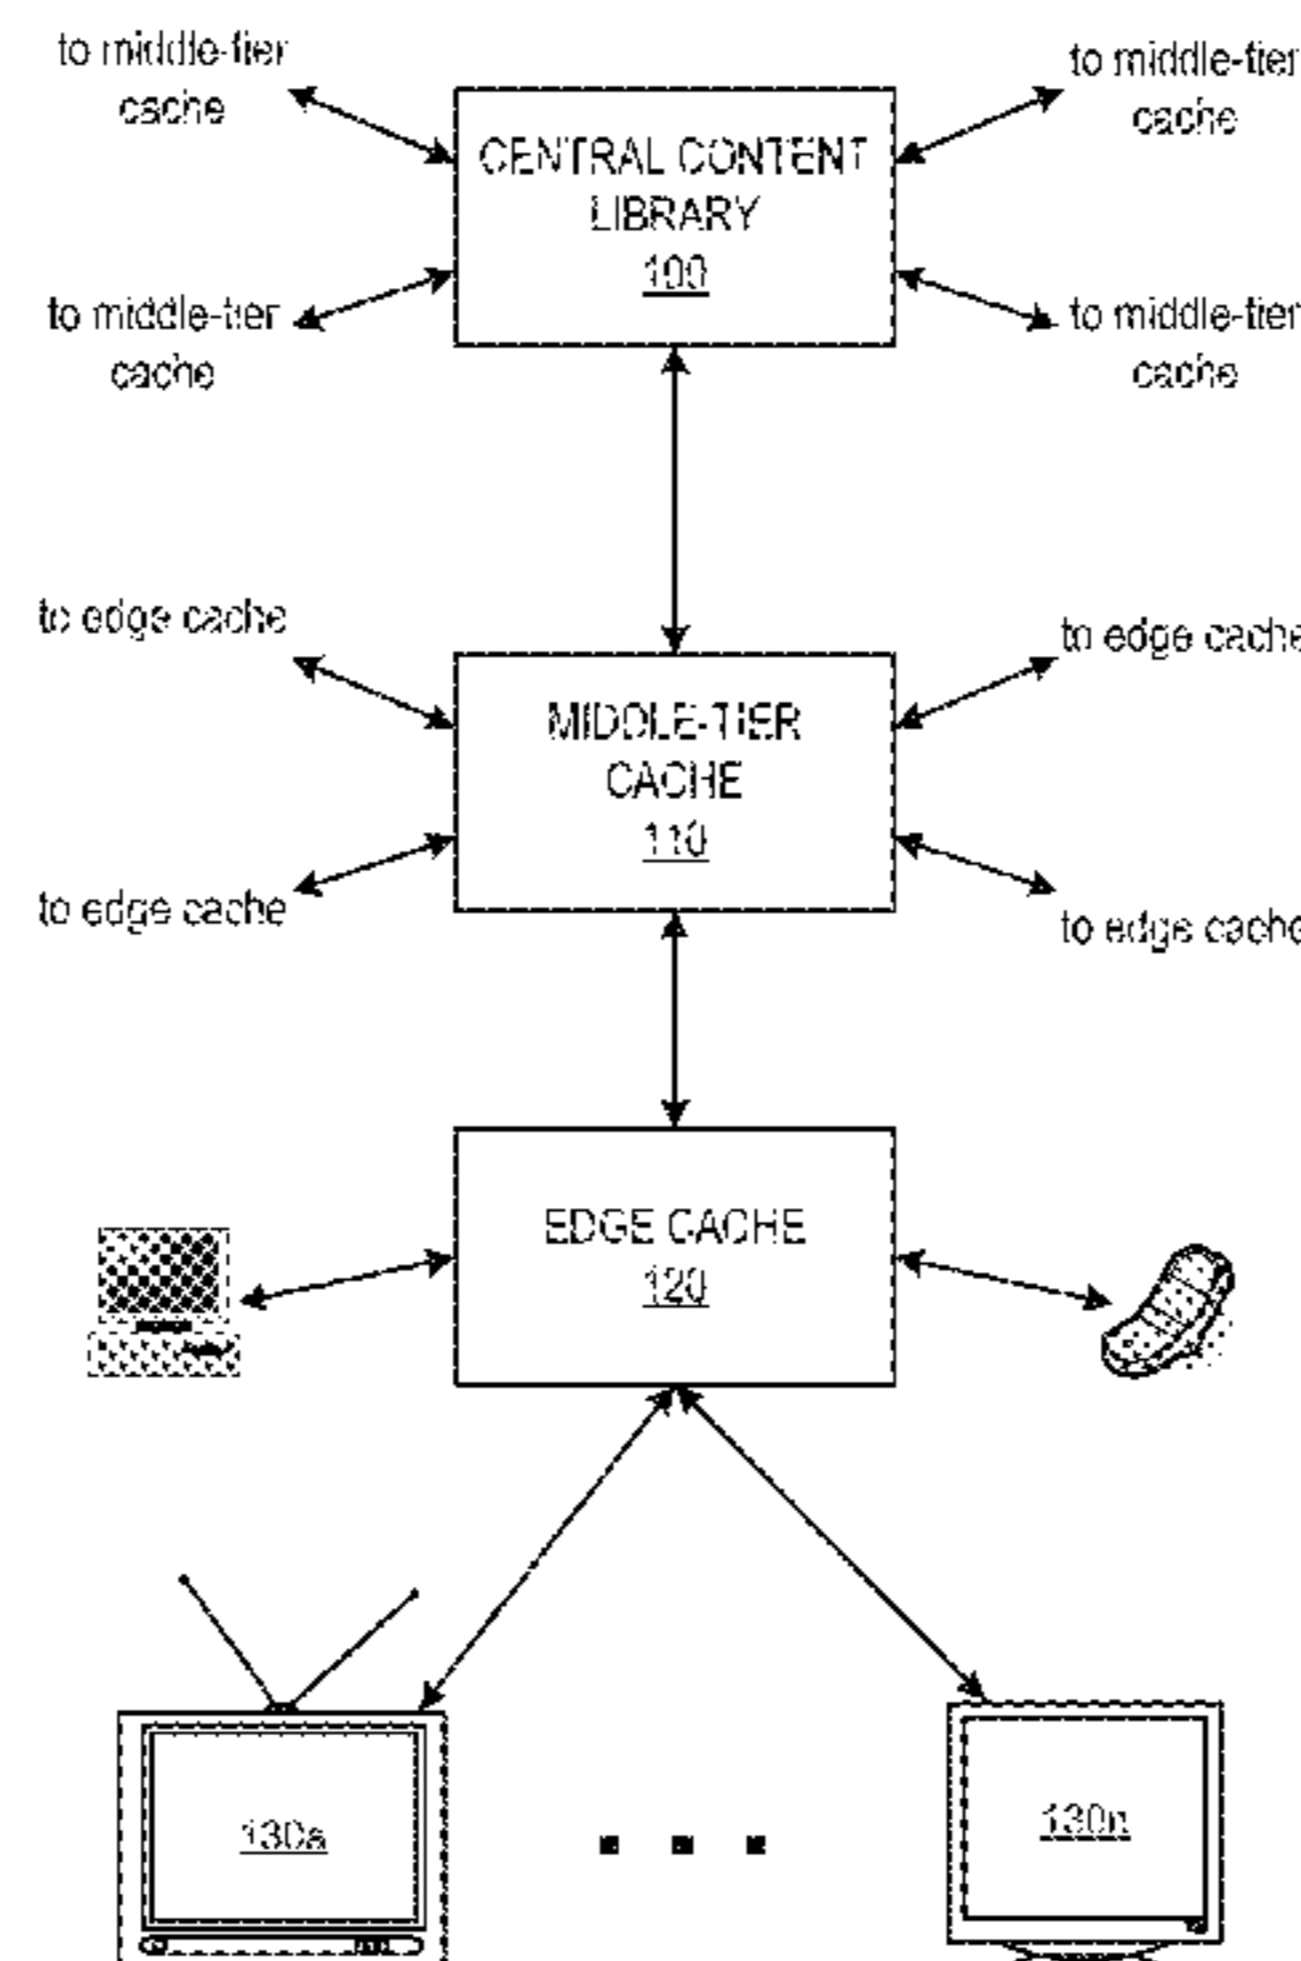 to middle-tier
cache
to middle-tier
cache
CENTRAL CONTENT
LIBRARY
100
to middle-tier
cache
to middle-tier
cache
to edge cache
to edge cache
MIDDLE-TIER
CACHE
110
to edge cache
to edge cache
EDGE CACHE
120
130a
130n